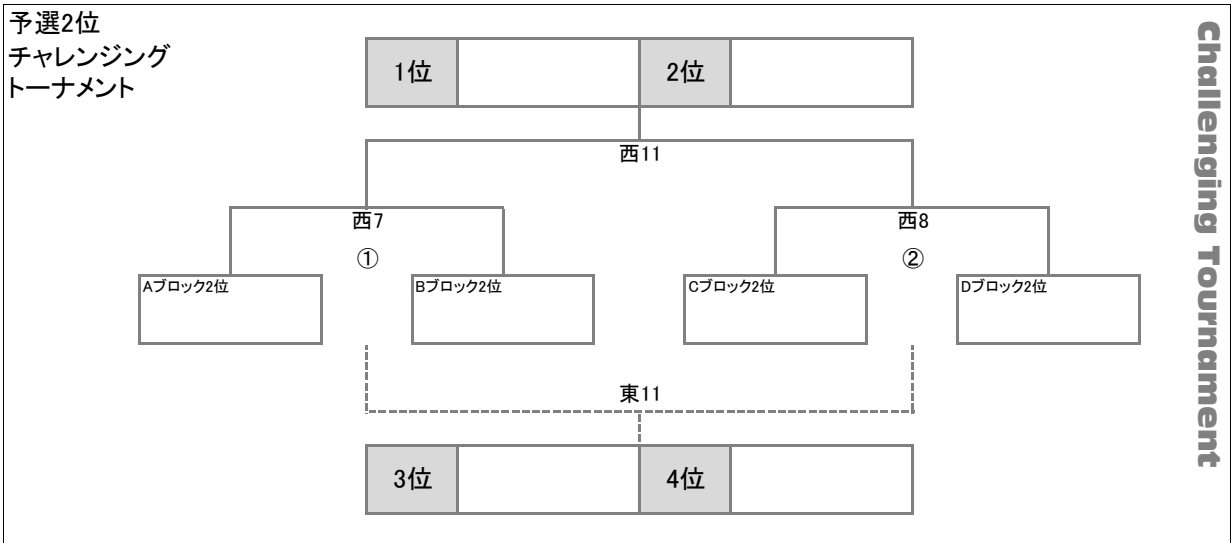 予選2位
チャレンジング
トーナメント
1位
2位
西11
西7
西8
①
②
Aブロック2位
Bブロック2位
Cブロック2位
Dブロック2位
東11
3位
4位
Challenging Tournament